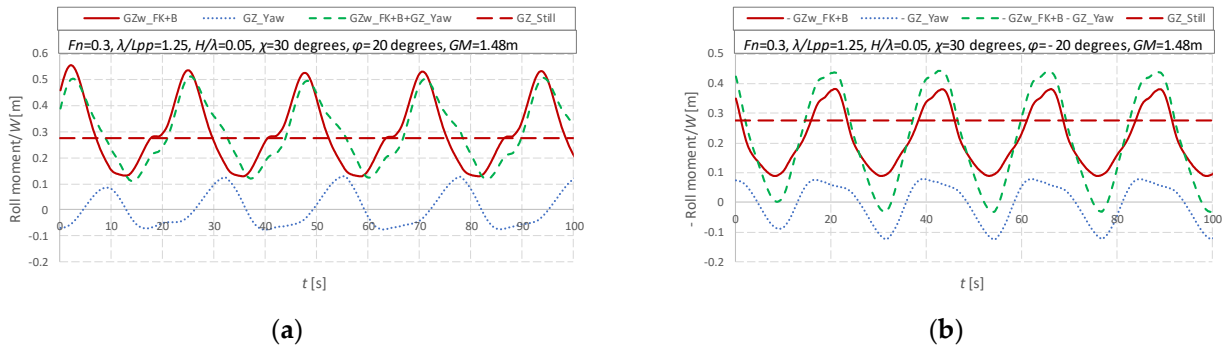 GZw_FK+B GZ_Yaw GZw_FK+B+GZ_Yaw GZ_Still
Fn=0.3, λ/Lpp=1.25, H/λ=0.05, χ=30 degrees, φ= 20 degrees, GM=1.48m
0.6
0.5
0.4
0.3
0.2
0.1
0
-0.1
-0.2
Roll moment/W [m]
0 10 20 30 40 50 60 70 80 90 100
t [s]
(a)
- GZw_FK+B - GZ_Yaw - GZw_FK+B - GZ_Yaw GZ_Still
Fn=0.3, λ/Lpp=1.25, H/λ=0.05, χ=30 degrees, φ= - 20 degrees, GM=1.48m
0.6
0.5
0.4
0.3
0.2
0.1
0
-0.1
-0.2
- Roll moment/W [m]
0 20 40 60 80 100
t [s]
(b)